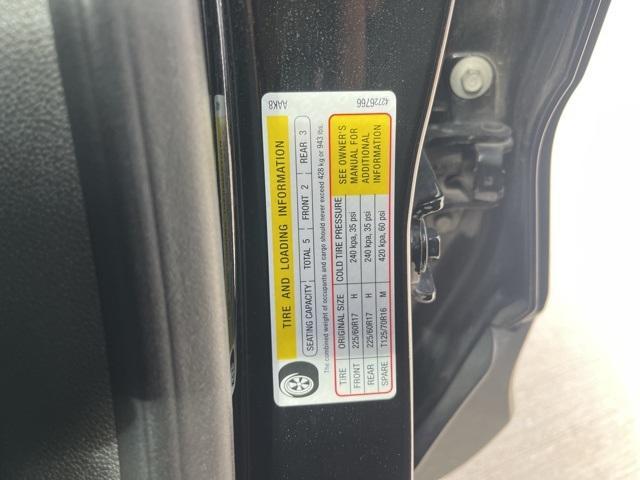 AAK8
42726766
TIRE AND LOADING INFORMATION
SEATING CAPACITY TOTAL 5 FRONT 2 REAR 3
The combined weight of occupants and cargo should never exceed 428 kg or 943 lbs.
TIRE ORIGINAL SIZE COLD TIRE PRESSURE
FRONT 225/60R17 H 240 kpa, 35 psi
REAR 225/60R17 H 240 kpa, 35 psi
SPARE T125/70R16 M 420 kpa, 60 psi
SEE OWNER'S
MANUAL FOR
ADDITIONAL
INFORMATION